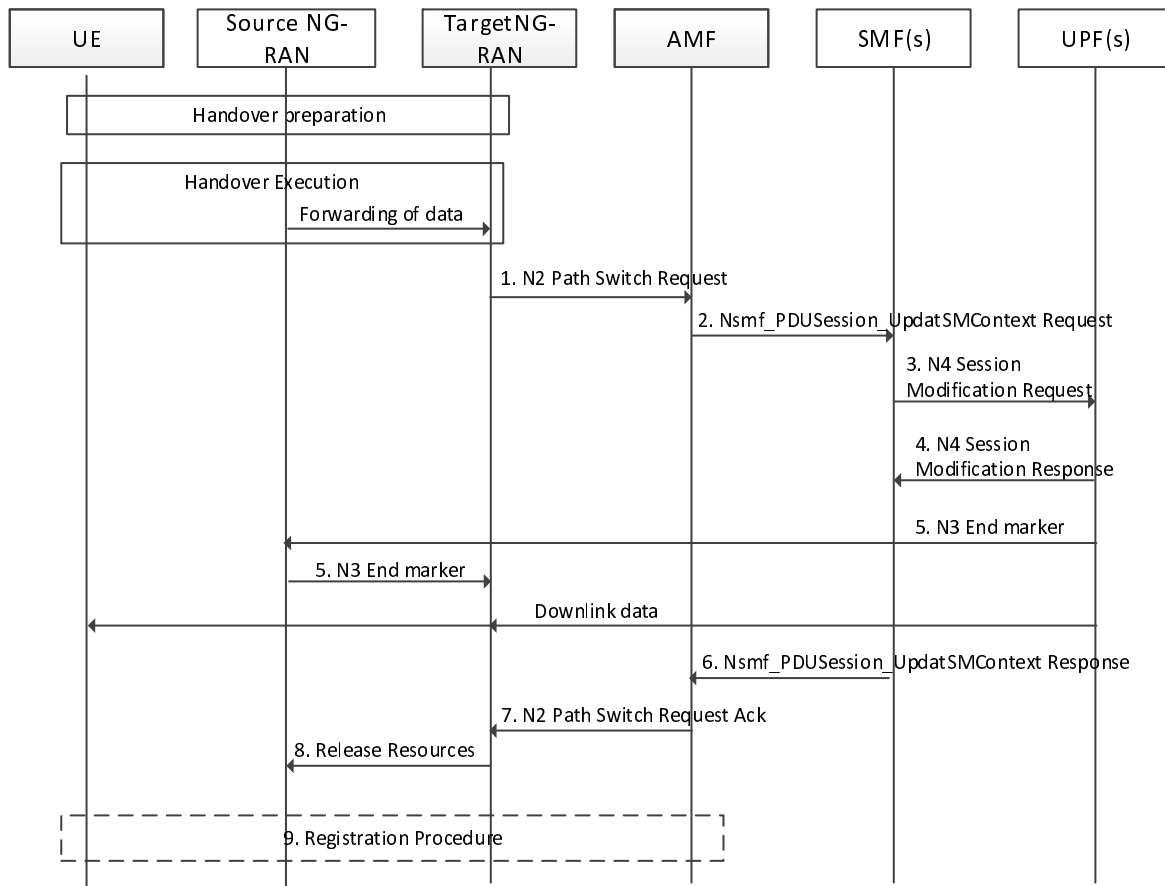 UE
Source NG-
RAN
TargetNG-
RAN
AMF
SMF(s)
UPF(s)
Handover preparation
Handover Execution
Forwarding of data
1. N2 Path Switch Request
2. Nsmf_PDUSession_UpdatSMContext Request
3. N4 Session
Modification Request
4. N4 Session
Modification Response
5. N3 End marker
5. N3 End marker
Downlink data
6. Nsmf_PDUSession_UpdatSMContext Response
7. N2 Path Switch Request Ack
8. Release Resources
9. Registration Procedure